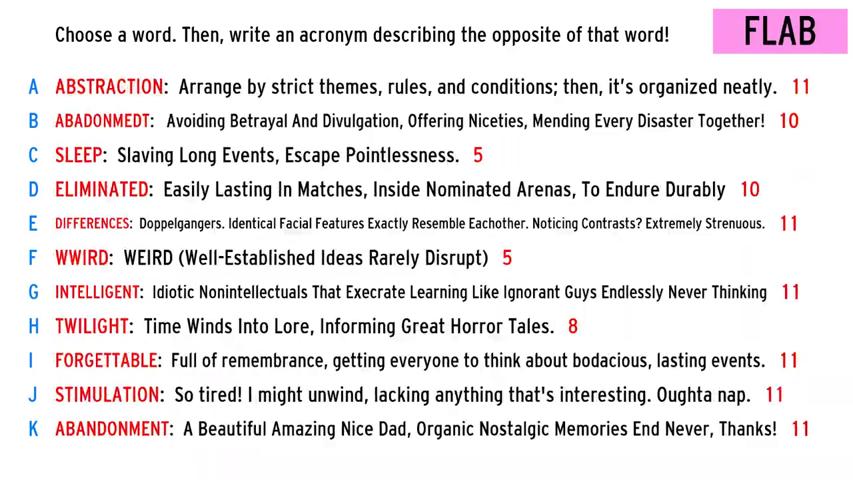 Choose a word. Then, write an acronym describing the opposite of that word!
FLAB
A ABSTRACTION: Arrange by strict themes, rules, and conditions; then, it's organized neatly. 11
B ABADONMEDT: Avoiding Betrayal And Divulgation, Offering Niceties, Mending Every Disaster Together! 10
C SLEEP: Slaving Long Events, Escape Pointlessness. 5
D ELIMINATED: Easily Lasting In Matches, Inside Nominated Arenas, To Endure Durably 10
E DIFFERENCES: Doppelgangers. Identical Facial Features Exactly Resemble Eachother. Noticing Contrasts? Extremely Strenuous. 11
F WWIRD: WEIRD (Well-Established Ideas Rarely Disrupt) 5
G INTELLIGENT: Idiotic Nonintellectuals That Execrate Learning Like Ignorant Guys Endlessly Never Thinking 11
H TWILIGHT: Time Winds Into Lore, Informing Great Horror Tales. 8
I FORGETTABLE: Full of remembrance, getting everyone to think about bodacious, lasting events. 11
J STIMULATION: So tired! I might unwind, lacking anything that's interesting. Oughta nap. 11
K ABANDONMENT: A Beautiful Amazing Nice Dad, Organic Nostalgic Memories End Never, Thanks! 11